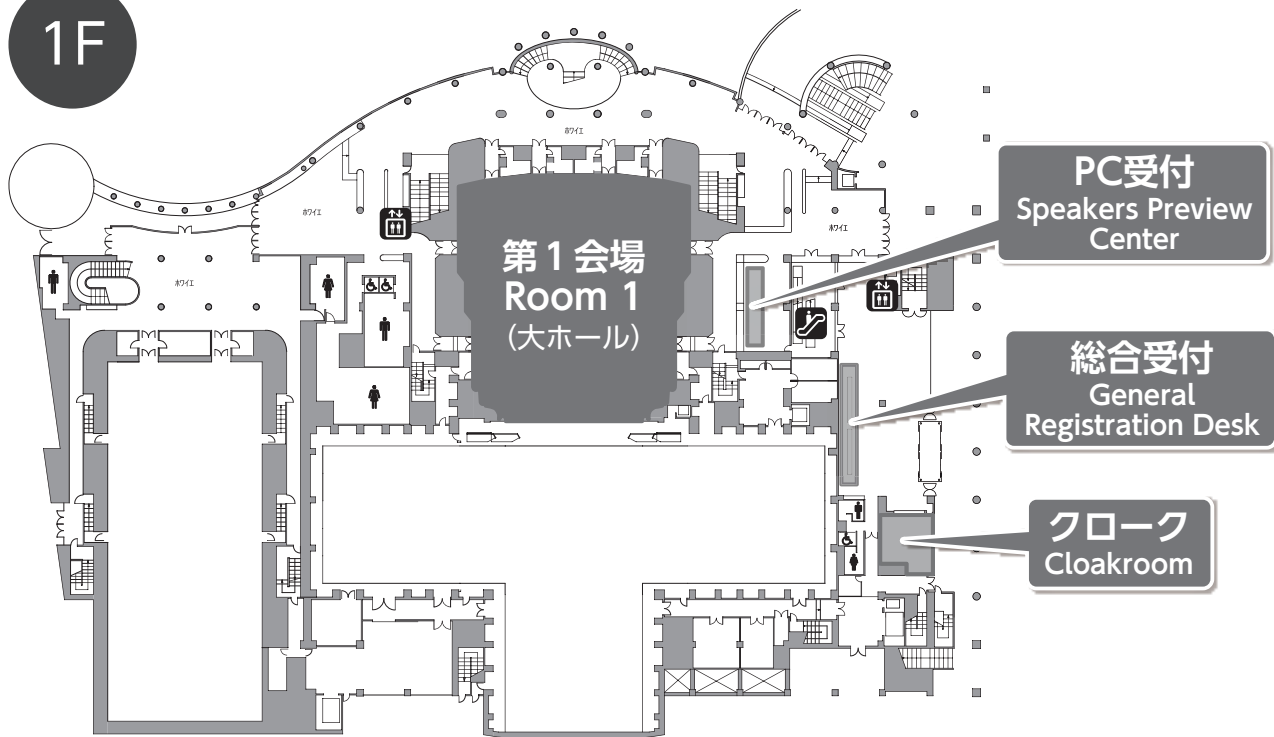 1F
ホワイエ
ホワイエ
ホワイエ
ホワイエ
第1会場
Room 1
(大ホール)
PC受付
Speakers Preview
Center
総合受付
General
Registration Desk
クローク
Cloakroom